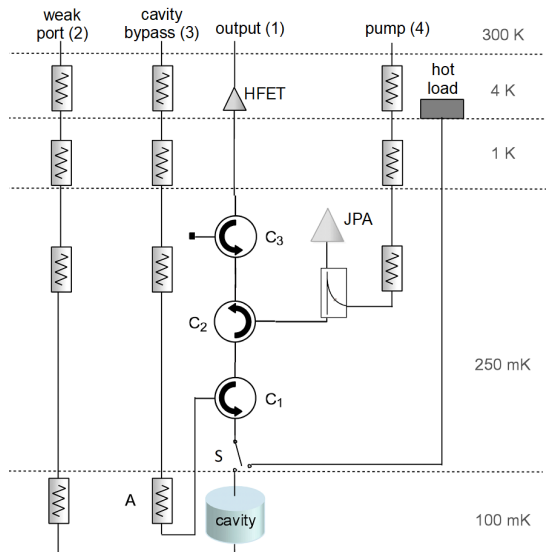 weak
port (2)
cavity
bypass (3)
output (1)
pump (4)
300 K
hot
load
HFET
4 K
1 K
JPA
C3
C2
250 mK
C1
S
A
cavity
100 mK